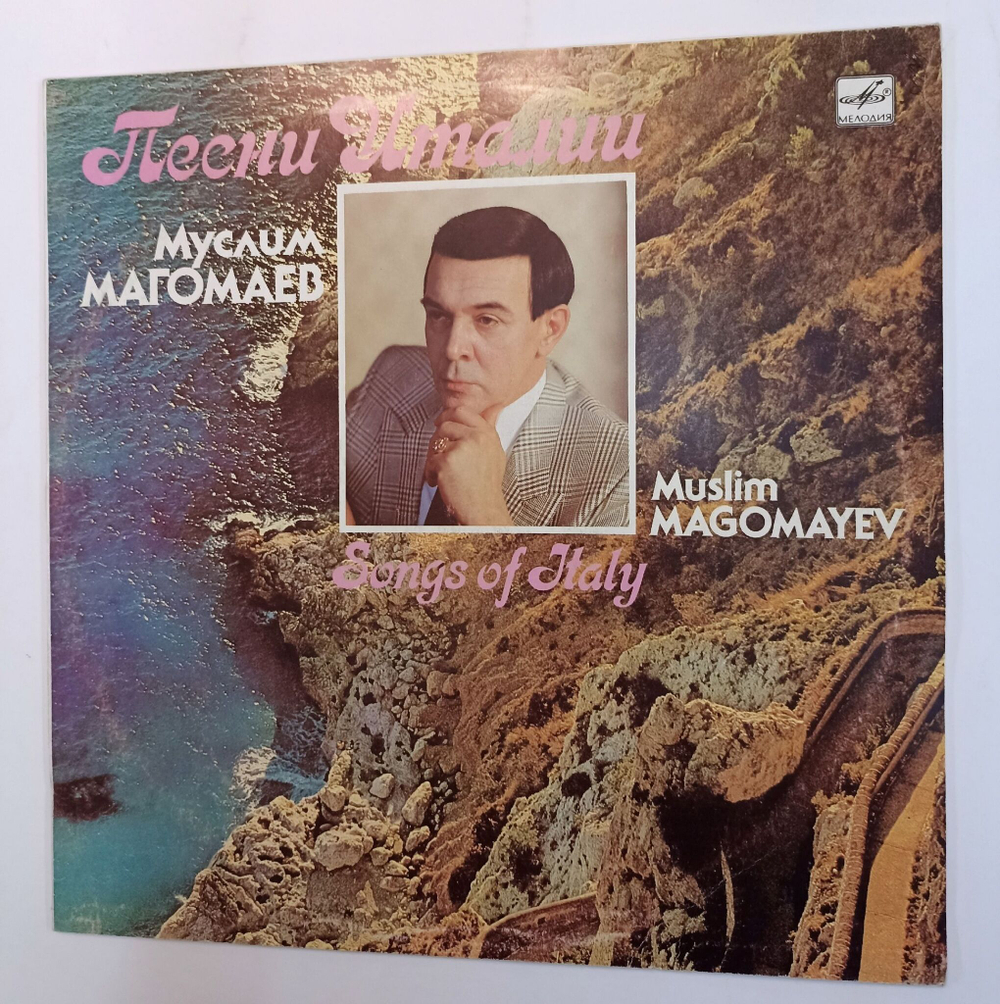 Песни Италии
МЕЛОДИЯ
Муслим
МАГОМАЕВ
Muslim
MAGOMAYEV
Songs of Italy